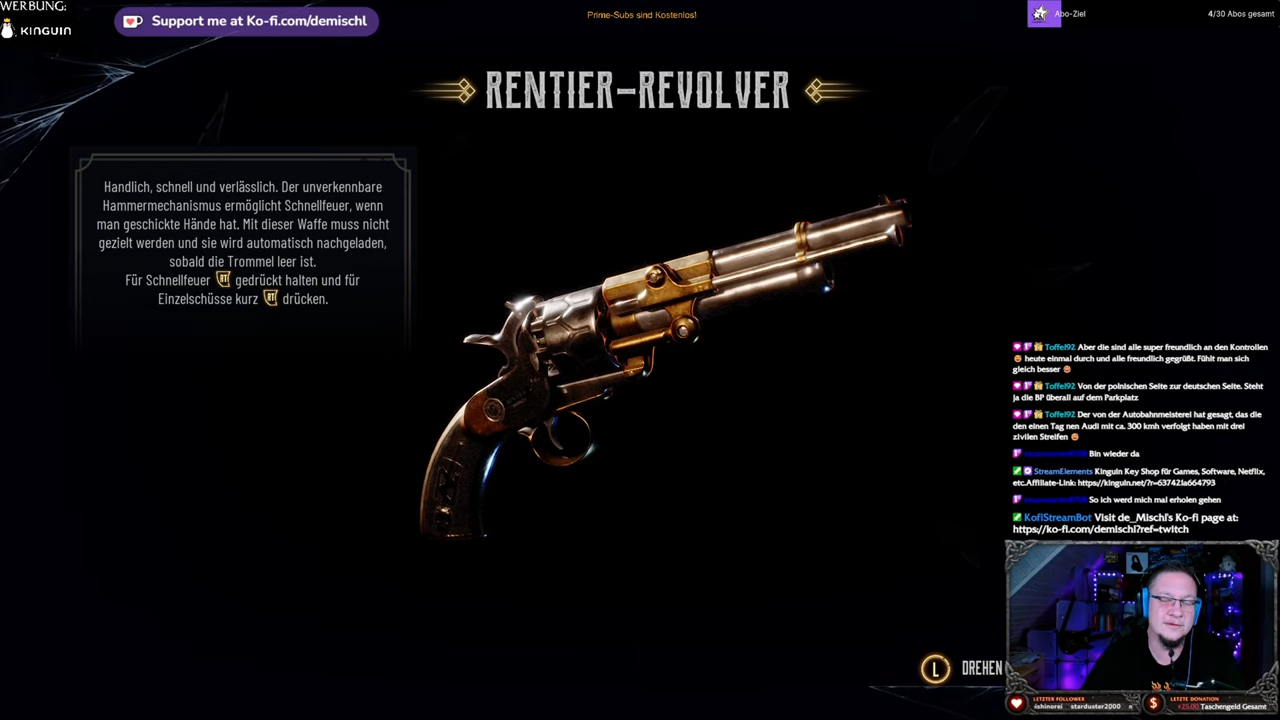 WERBUNG:
KINGUIN
Support me at Ko-fi.com/demischl
Prime-Subs sind Kostenlos!
Abo-Ziel
4/30 Abos gesamt
RENTIER-REVOLVER
Handlich, schnell und verlässlich. Der unverkennbare
Hammermechanismus ermöglicht Schnellfeuer, wenn
man geschickte Hände hat. Mit dieser Waffe muss nicht
gezielt werden und sie wird automatisch nachgeladen,
sobald die Trommel leer ist.
Für Schnellfeuer RT gedrückt halten und für
Einzelschüsse kurz RT drücken.
Toffel92 Aber die sind alle super freundlich an den Kontrollen
heute einmal durch und alle freundlich gegrüßt. Fühlt man sich
gleich besser
Toffel92 Von der polnischen Seite zur deutschen Seite. Steht
ja die BP überall auf dem Parkplatz
Toffel92 Der von der Autobahnmeisterei hat gesagt, das die
den einen Tag nen Audi mit ca. 300 kmh verfolgt haben mit drei
zivilen Streifen
Bin wieder da
StreamElements Kinguin Key Shop für Games, Software, Netflix,
etc.Affiliate-Link: https://kinguin.net/?r=637421a664793
So ich werd mich mal erholen gehen
KofiStreamBot Visit de_Mischl's Ko-fi page at:
https://ko-fi.com/demischl?ref=twitch
L DREHEN
LETZTER FOLLOWER
ishinorei starduster2000
LETZTE DONATION
Taschengeld Gesamt